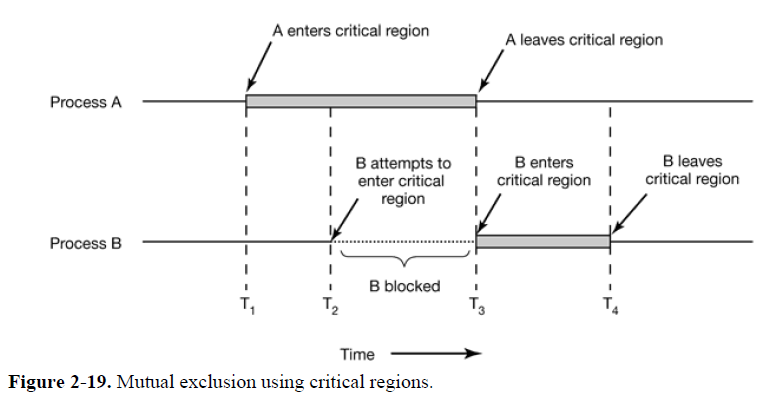 A enters critical region
A leaves critical region
Process A
B attempts to
enter critical
region
B enters
critical region
B leaves
critical region
Process B
B blocked
T1
T2
T3
T4
Time
Figure 2-19. Mutual exclusion using critical regions.